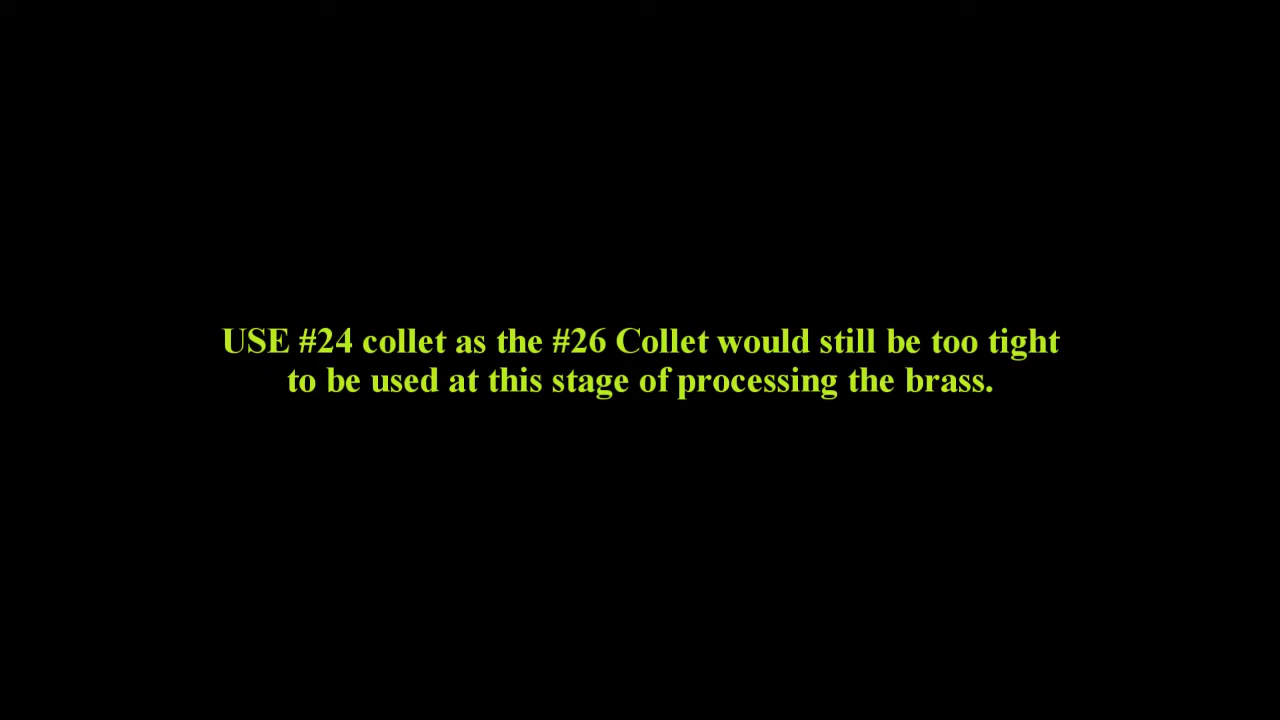 USE #24 collet as the #26 Collet would still be too tight
to be used at this stage of processing the brass.